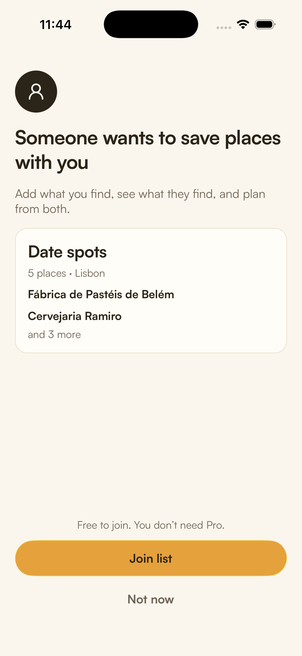 11:44
Someone wants to save places
with you
Add what you find, see what they find, and plan
from both.
Date spots
5 places · Lisbon
Fábrica de Pastéis de Belém
Cervejaria Ramiro
and 3 more
Free to join. You don't need Pro.
Join list
Not now